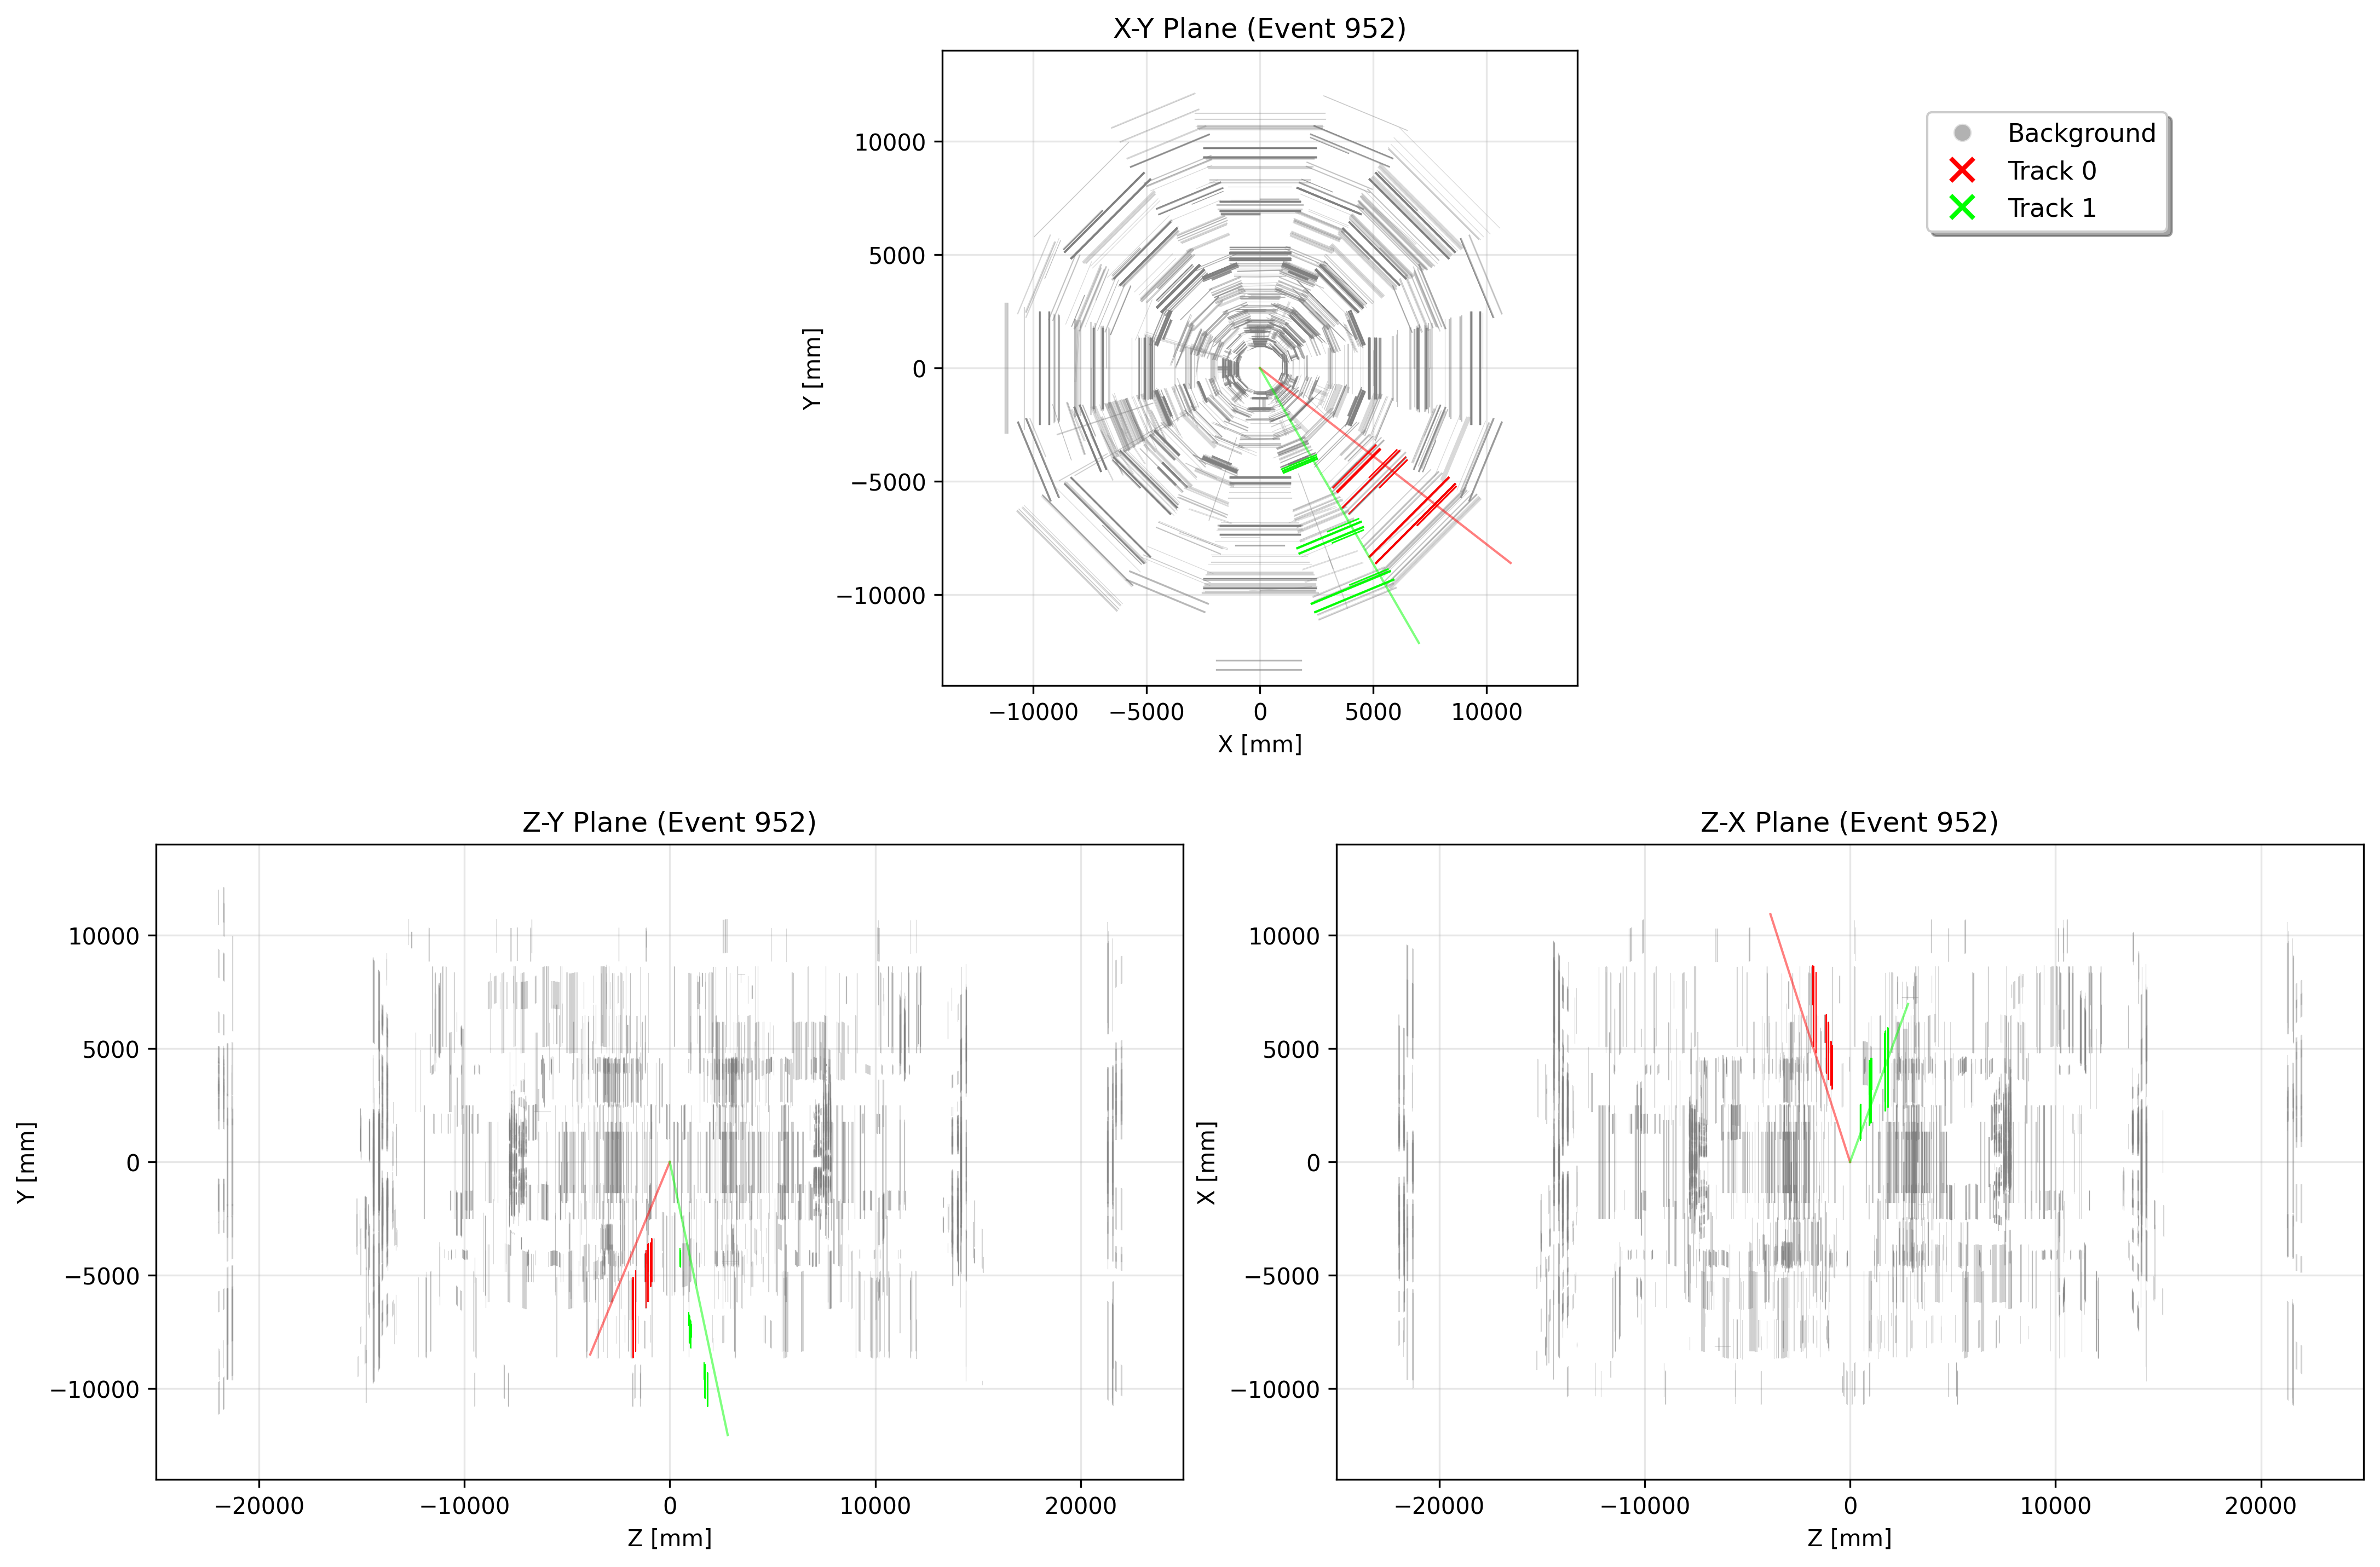 X-Y Plane (Event 952)
Y [mm]
10000
5000
0
−5000
−10000
−10000 −5000 0 5000 10000
X [mm]
Background
Track 0
Track 1
Z-Y Plane (Event 952)
Y [mm]
10000
5000
0
−5000
−10000
−20000 −10000 0 10000 20000
Z [mm]
Z-X Plane (Event 952)
X [mm]
10000
5000
0
−5000
−10000
−20000 −10000 0 10000 20000
Z [mm]